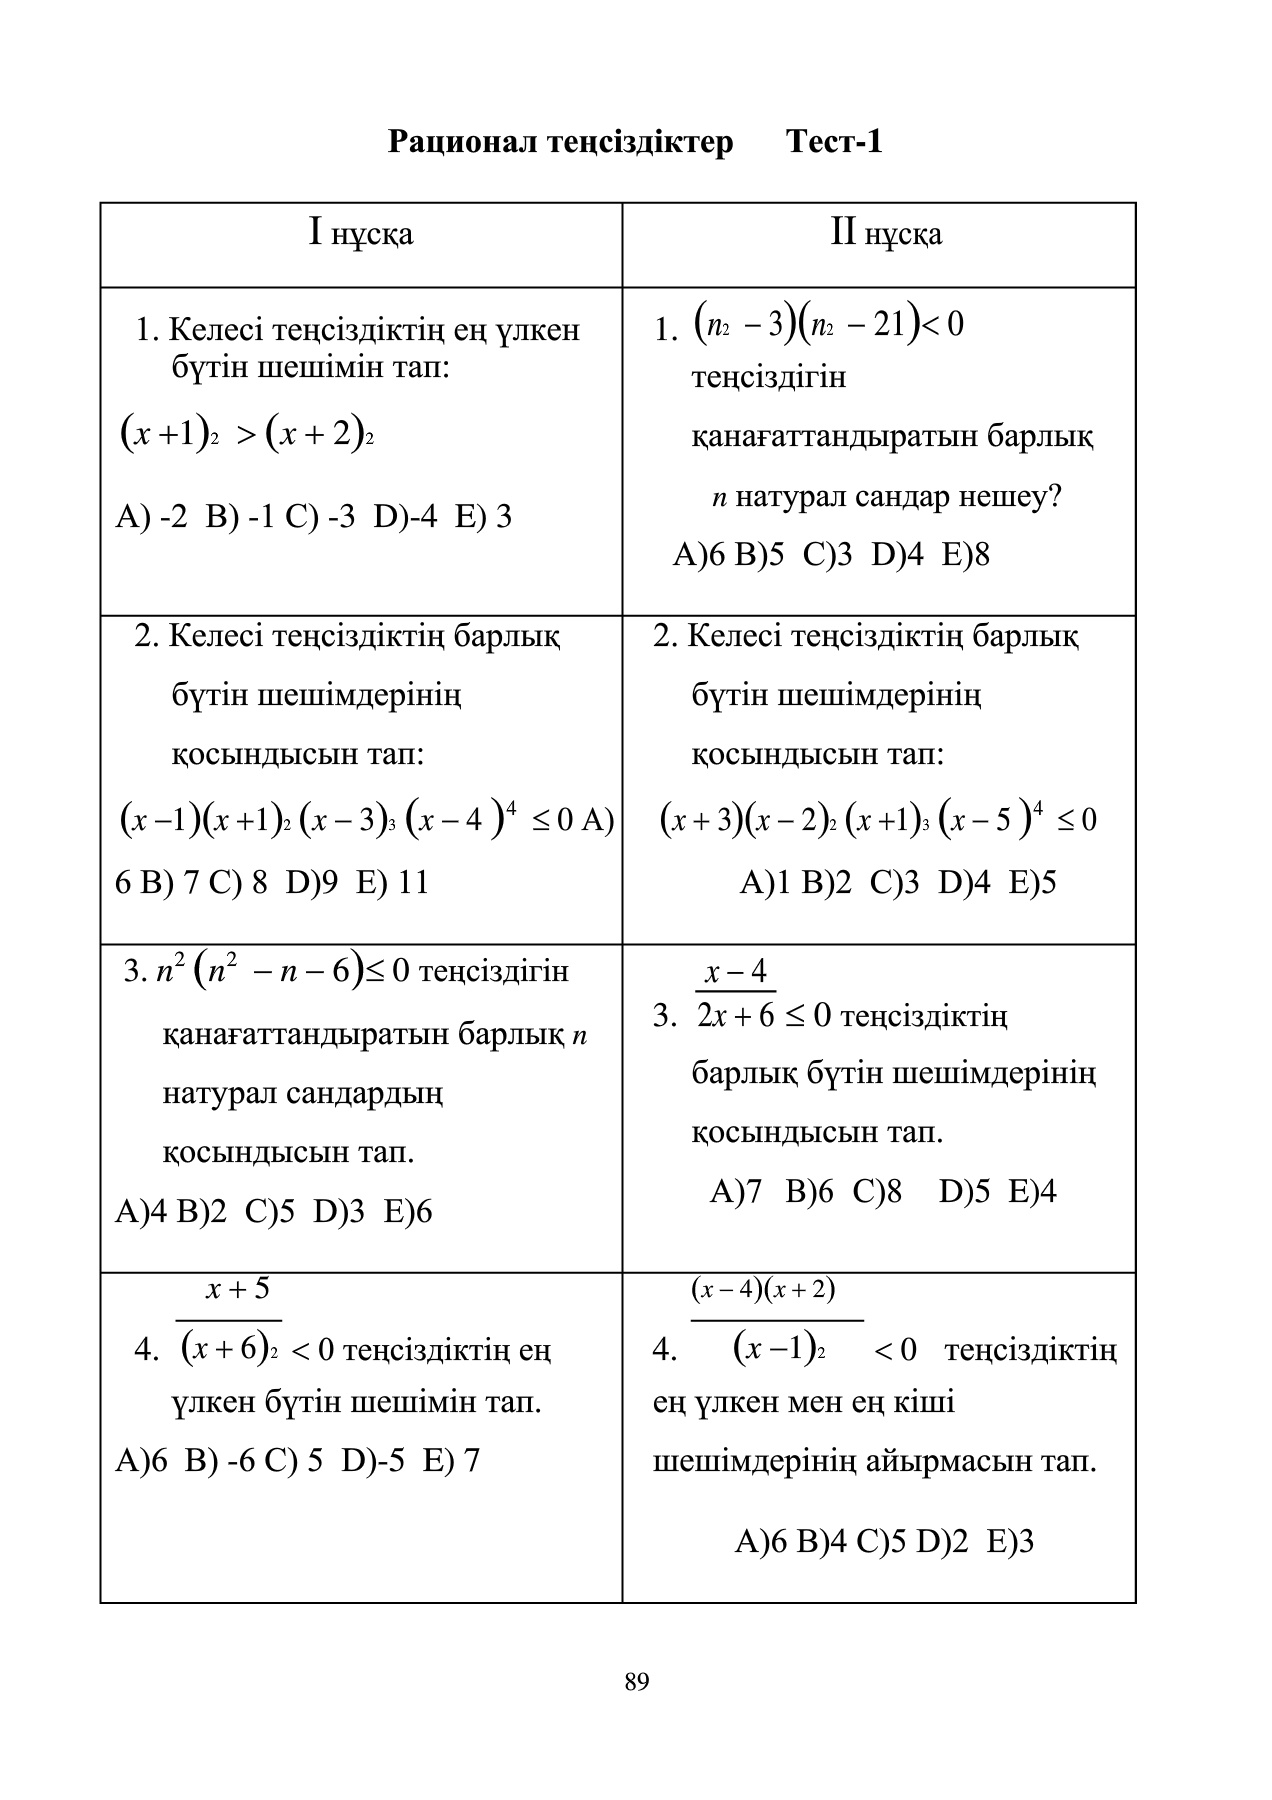 Рационал теңсіздіктер Тест-1
I нұсқа
1. Келесі теңсіздіктің ең үлкен
бүтін шешімін тап:
(x +1)2 > (x + 2)2
A) -2 B) -1 C) -3 D)-4 E) 3
2. Келесі теңсіздіктің барлық
бүтін шешімдерінің
қосындысын тап:
(x −1)(x +1)2 (x − 3)3 (x − 4 )⁴ ≤ 0 A)
6 B) 7 C) 8 D)9 E) 11
3. n² (n² − n − 6)≤ 0 теңсіздігін
қанағаттандыратын барлық n
натурал сандардың
қосындысын тап.
A)4 B)2 C)5 D)3 E)6
x + 5
4. (x + 6)2 < 0 теңсіздіктің ең
үлкен бүтін шешімін тап.
A)6 B) -6 C) 5 D)-5 E) 7
II нұсқа
1. (n2 − 3)(n2 − 21)< 0
теңсіздігін
қанағаттандыратын барлық
n натурал сандар нешеу?
A)6 B)5 C)3 D)4 E)8
2. Келесі теңсіздіктің барлық
бүтін шешімдерінің
қосындысын тап:
(x + 3)(x − 2)2 (x +1)3 (x − 5 )⁴ ≤ 0
A)1 B)2 C)3 D)4 E)5
x − 4
3. 2x + 6 ≤ 0 теңсіздіктің
барлық бүтін шешімдерінің
қосындысын тап.
A)7 B)6 C)8 D)5 E)4
(x − 4)(x + 2)
4. (x −1)2 < 0 теңсіздіктің
ең үлкен мен ең кіші
шешімдерінің айырмасын тап.
A)6 B)4 C)5 D)2 E)3
89